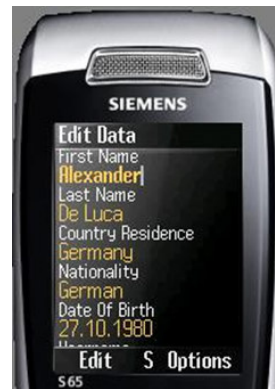 SIEMENS
Edit Data
First Name
Alexander
Last Name
De Luca
Country Residence
Germany
Nationality
German
Date Of Birth
27.10.1980
Username
Edit S Options
S65